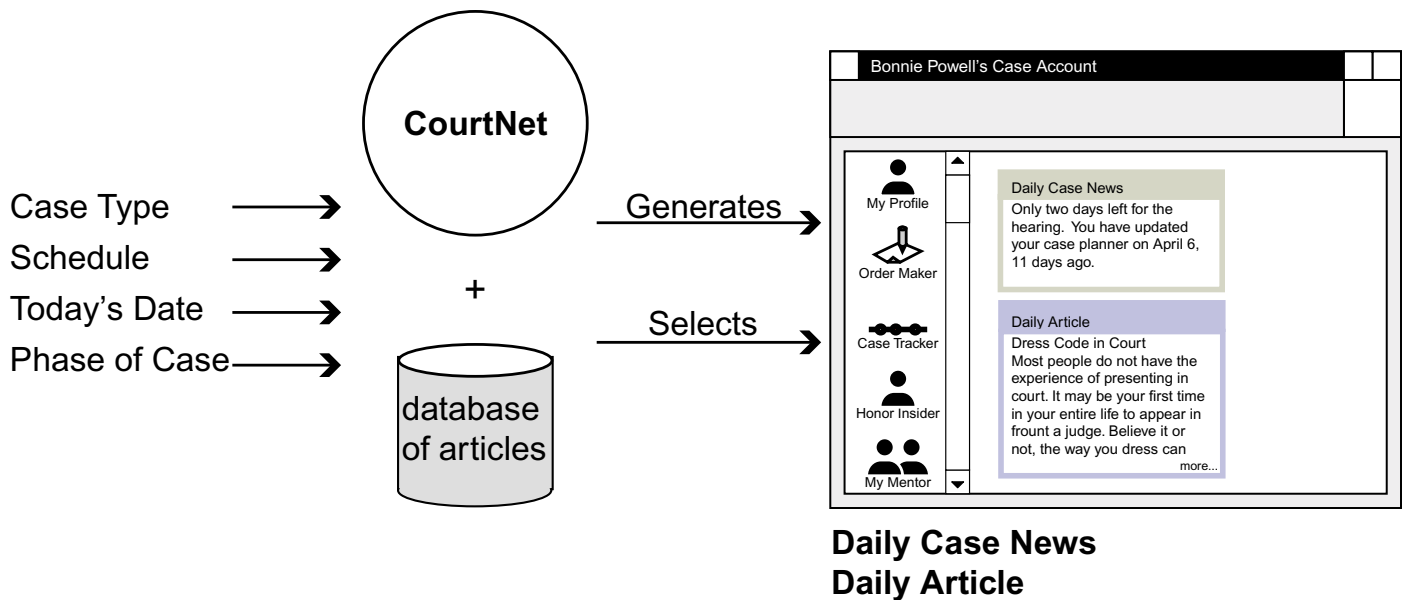 Case Type
Schedule
Today's Date
Phase of Case
CourtNet
+
database
of articles
Generates
Selects
Bonnie Powell's Case Account
My Profile
Order Maker
Case Tracker
Honor Insider
My Mentor
Daily Case News
Only two days left for the
hearing. You have updated
your case planner on April 6,
11 days ago.
Daily Article
Dress Code in Court
Most people do not have the
experience of presenting in
court. It may be your first time
in your entire life to appear in
frount a judge. Believe it or
not, the way you dress can
more...
Daily Case News
Daily Article